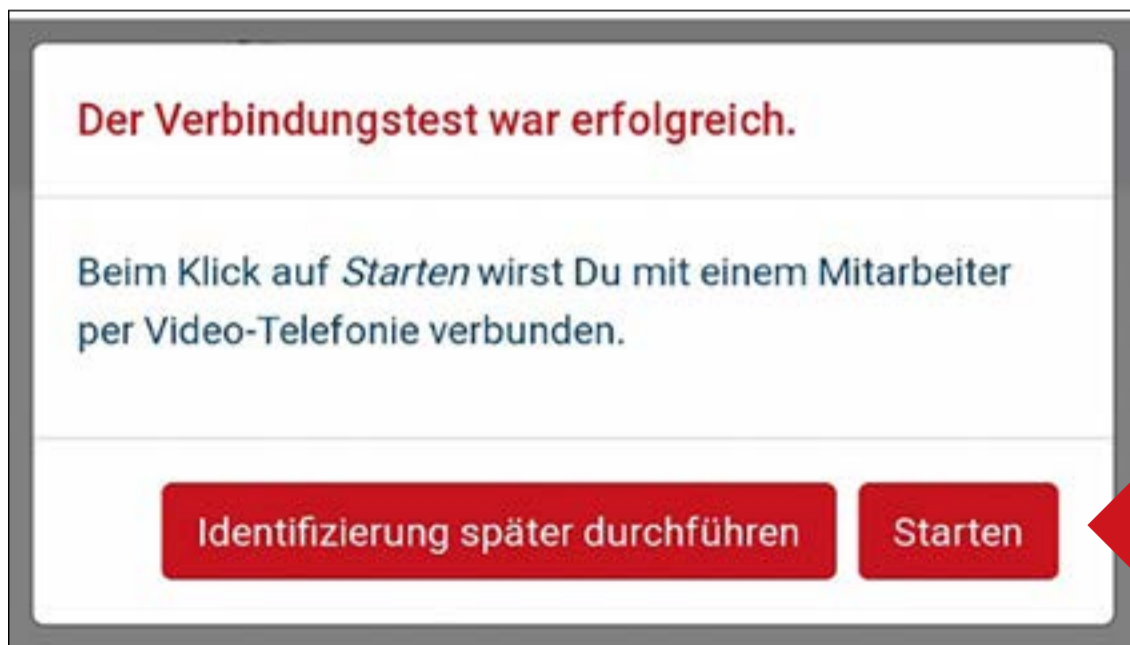 Der Verbindungstest war erfolgreich.
Beim Klick auf Starten wirst Du mit einem Mitarbeiter
per Video-Telefonie verbunden.
Identifizierung später durchführen
Starten